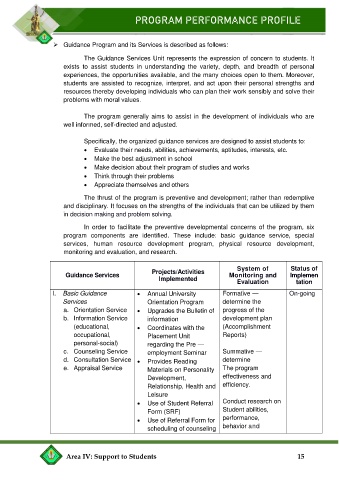 PROGRAM PERFORMANCE PROFILE
➢ Guidance Program and its Services is described as follows:
The Guidance Services Unit represents the expression of concern to students. It
exists to assist students in understanding the variety, depth, and breadth of personal
experiences, the opportunities available, and the many choices open to them. Moreover,
students are assisted to recognize, interpret, and act upon their personal strengths and
resources thereby developing individuals who can plan their work sensibly and solve their
problems with moral values.
The program generally aims to assist in the development of individuals who are
well informed, self-directed and adjusted.
Specifically, the organized guidance services are designed to assist students to:
• Evaluate their needs, abilities, achievements, aptitudes, interests, etc.
• Make the best adjustment in school
• Make decision about their program of studies and works
• Think through their problems
• Appreciate themselves and others
The thrust of the program is preventive and development; rather than redemptive
and disciplinary. It focuses on the strengths of the individuals that can be utilized by them
in decision making and problem solving.
In order to facilitate the preventive developmental concerns of the program, six
program components are identified. These include: basic guidance service, special
services, human resource development program, physical resource development,
monitoring and evaluation, and research.
Guidance Services
Projects/Activities
Implemented
System of
Monitoring and
Evaluation
Status of
Implemen
tation
I. Basic Guidance
Services
a. Orientation Service
b. Information Service
(educational,
occupational,
personal-social)
c. Counseling Service
d. Consultation Service
e. Appraisal Service
• Annual University
Orientation Program
• Upgrades the Bulletin of
information
• Coordinates with the
Placement Unit
regarding the Pre —
employment Seminar
• Provides Reading
Materials on Personality
Development,
Relationship, Health and
Leisure
• Use of Student Referral
Form (SRF)
• Use of Referral Form for
scheduling of counseling
Formative —
determine the
progress of the
development plan
(Accomplishment
Reports)
Summative —
determine
The program
effectiveness and
efficiency.
Conduct research on
Student abilities,
performance,
behavior and
On-going
Area IV: Support to Students 15